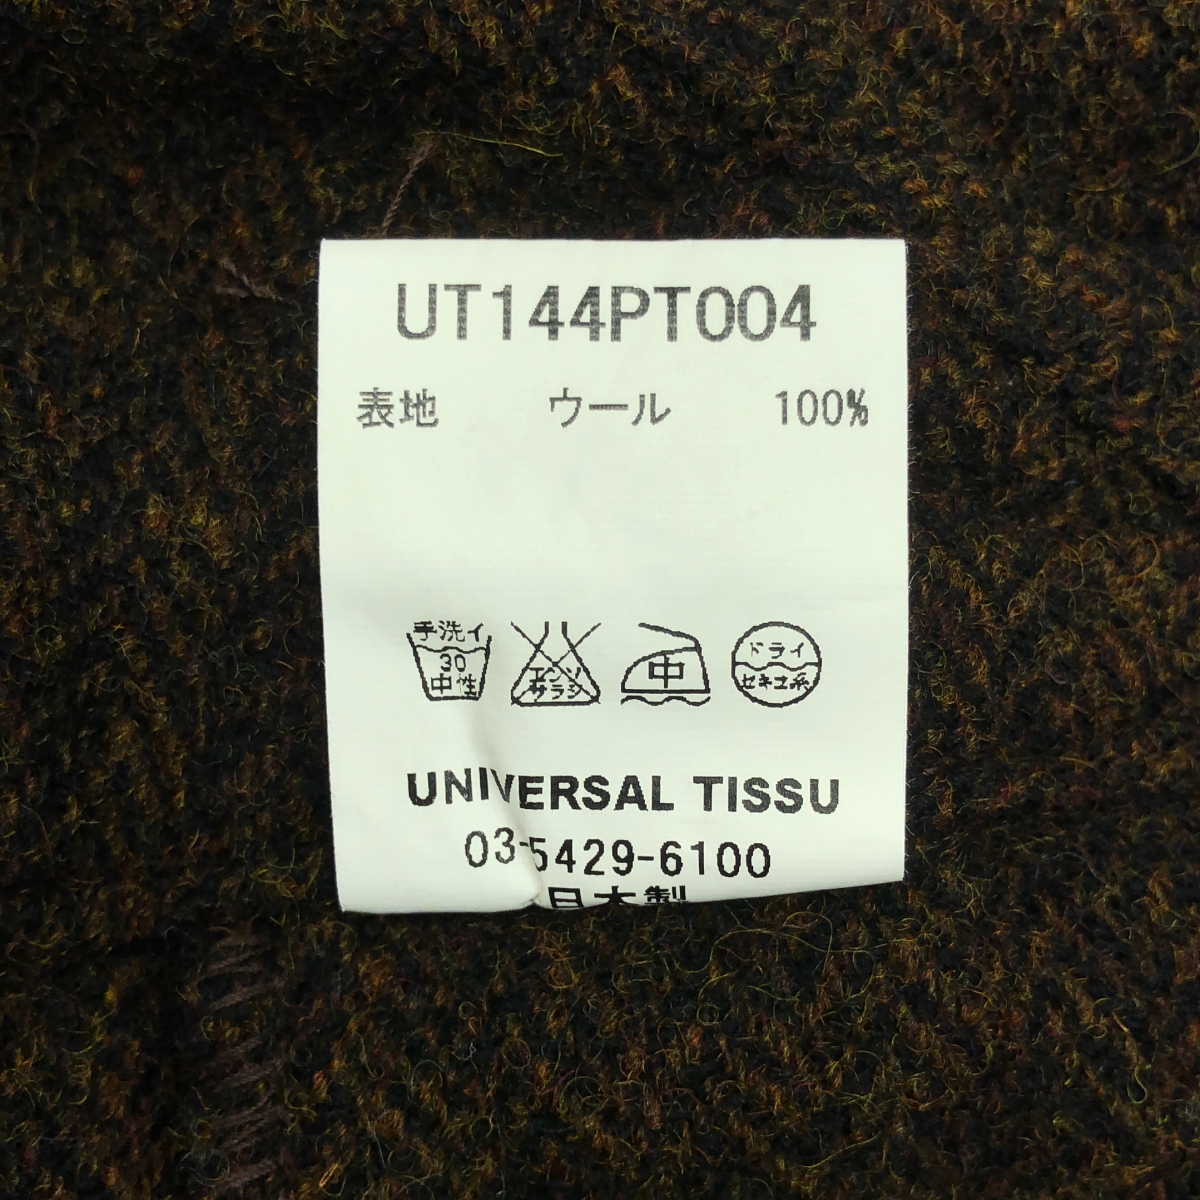 UT144PT004
表地 ウール 100%
手洗イ
30
中性
エンソ
サラシ
中
ドライ
セキユ系
UNIVERSAL TISSU
03-5429-6100
日本製